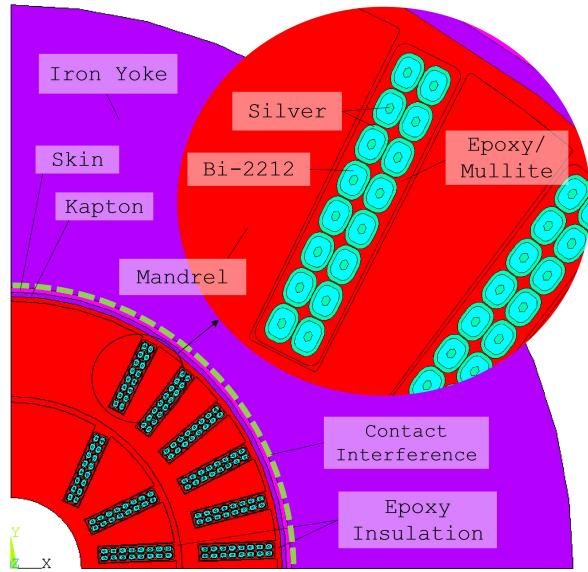 Iron Yoke
Silver
Epoxy/
Mullite
Skin
Bi-2212
Kapton
Mandrel
Contact
Interference
Epoxy
Insulation
Y
Z X